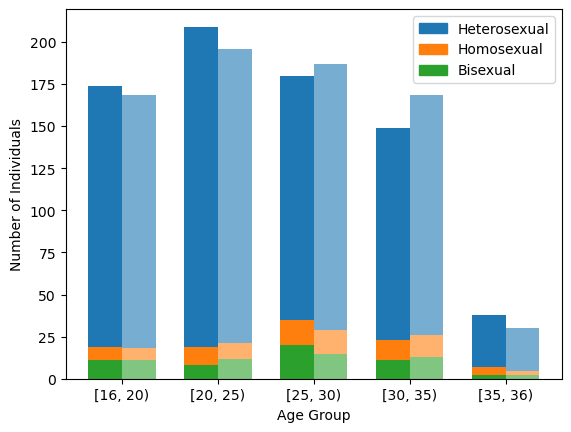 Heterosexual
Homosexual
Bisexual
Number of Individuals
200
175
150
125
100
75
50
25
0
[16, 20)
[20, 25)
[25, 30)
[30, 35)
[35, 36)
Age Group